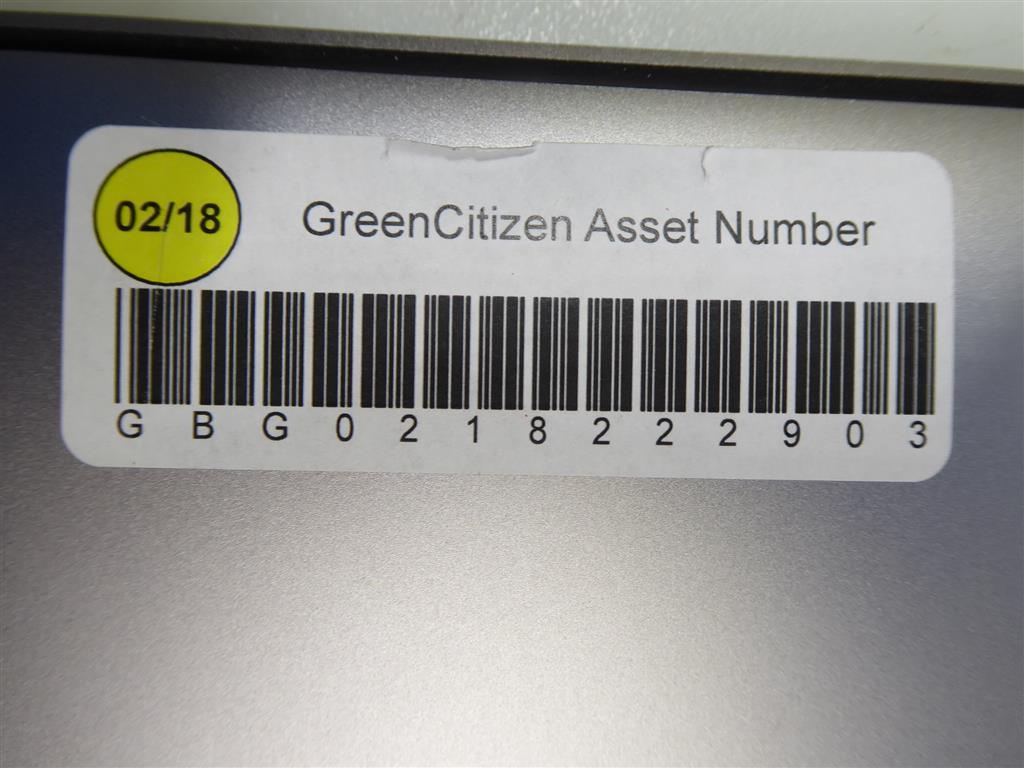 02/18
GreenCitizen Asset Number
GBG0218222903